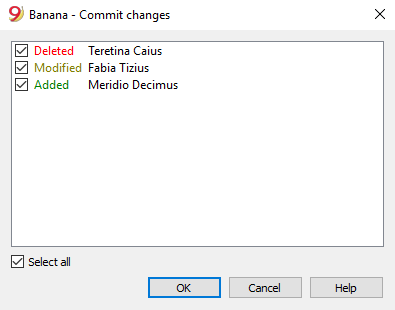 Banana - Commit changes
Deleted Teretina Caius
Modified Fabia Tizius
Added Meridio Decimus
Select all
OK Cancel Help